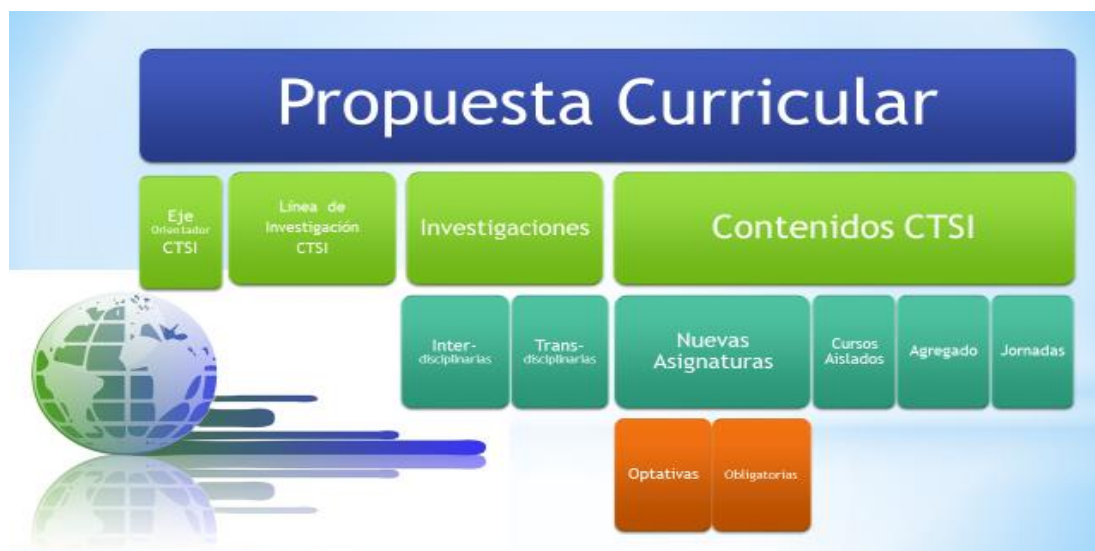 Propuesta Curricular
Eje
Orientador
CTSI
Línea de
Investigación
CTSI
Investigaciones
Contenidos CTSI
Inter-
disciplinarias
Trans-
disciplinarias
Nuevas
Asignaturas
Cursos
Aislados
Agregado
Jornadas
Optativas
Obligatorias